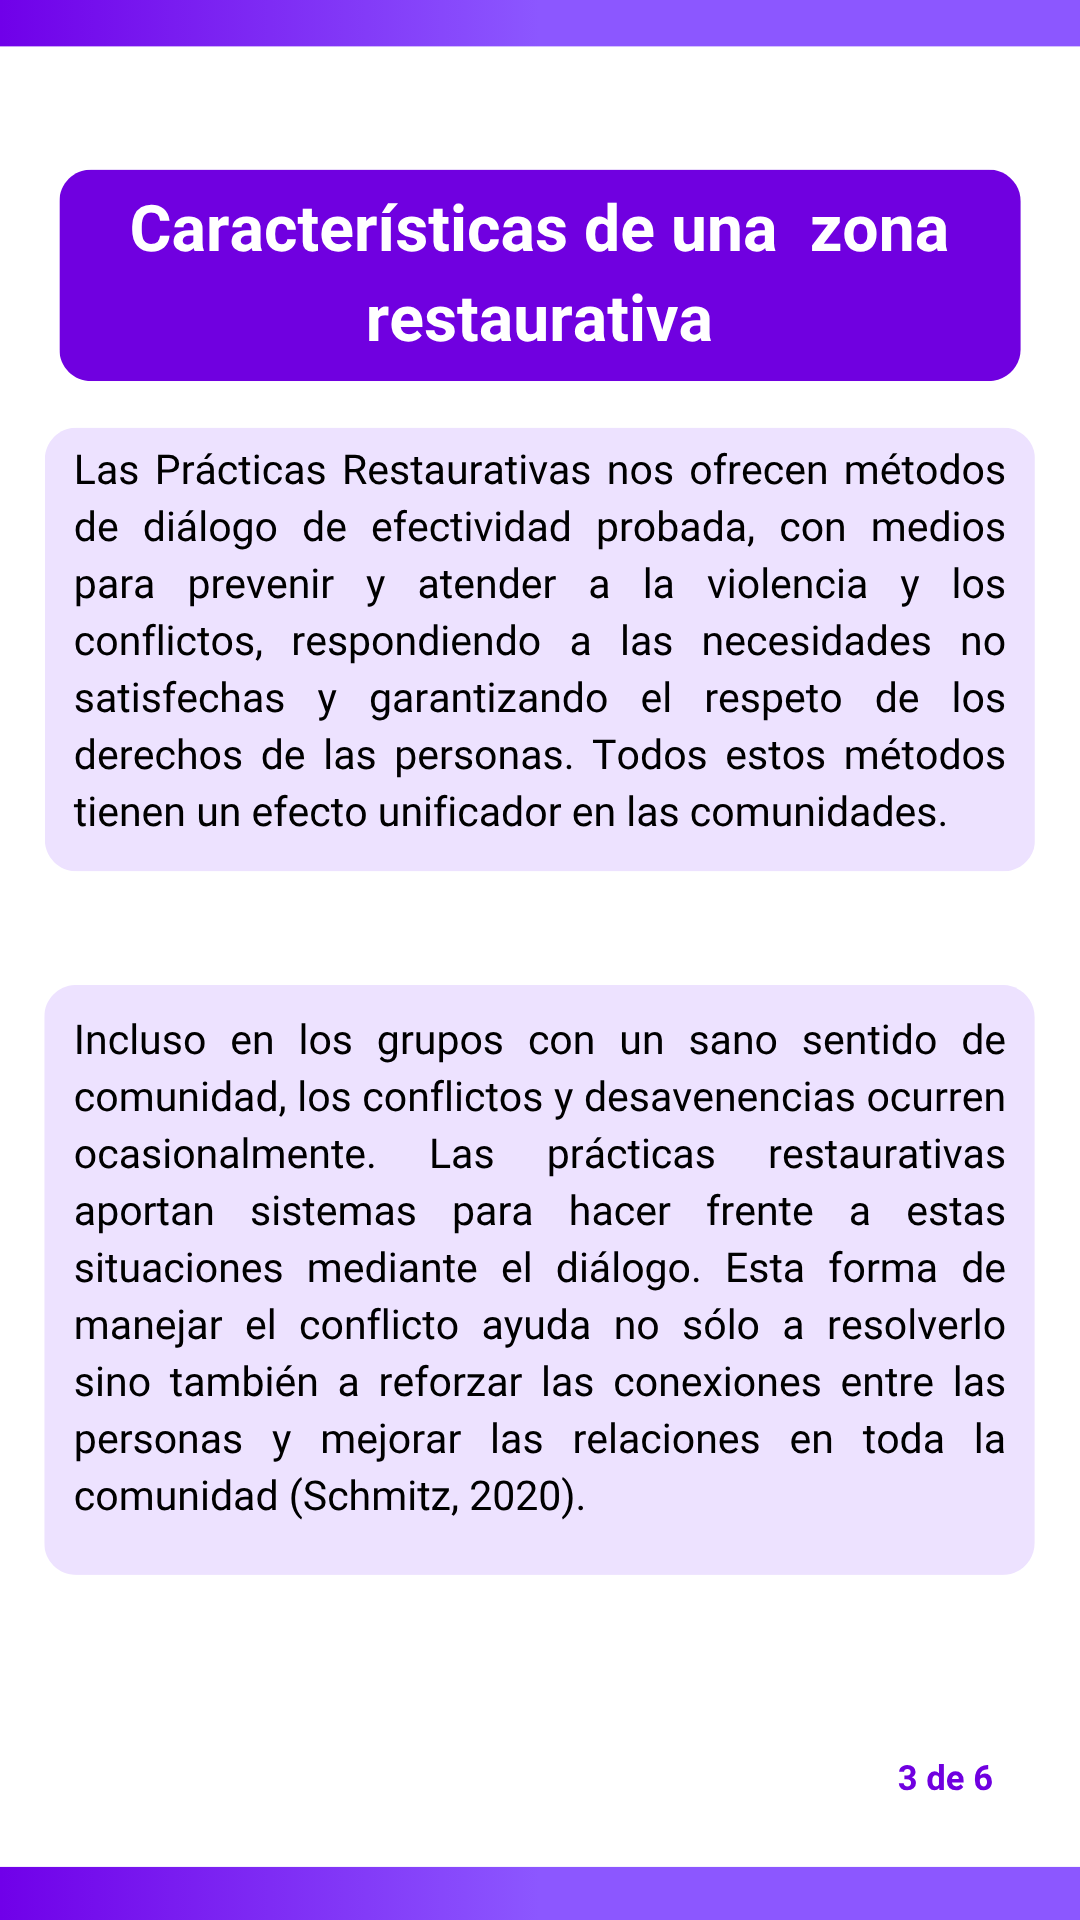 Características de una  zona
restaurativa
Las Prácticas Restaurativas nos ofrecen métodos
de diálogo de efectividad probada, con medios
para prevenir y atender a la violencia y los
conflictos, respondiendo a las necesidades no
satisfechas y garantizando el respeto de los
derechos de las personas. Todos estos métodos
tienen un efecto unificador en las comunidades.
Incluso en los grupos con un sano sentido de
comunidad, los conflictos y desavenencias ocurren
ocasionalmente. Las prácticas restaurativas
aportan sistemas para hacer frente a estas
situaciones mediante el diálogo. Esta forma de
manejar el conflicto ayuda no sólo a resolverlo
sino también a reforzar las conexiones entre las
personas y mejorar las relaciones en toda la
comunidad (Schmitz, 2020).
3 de 6